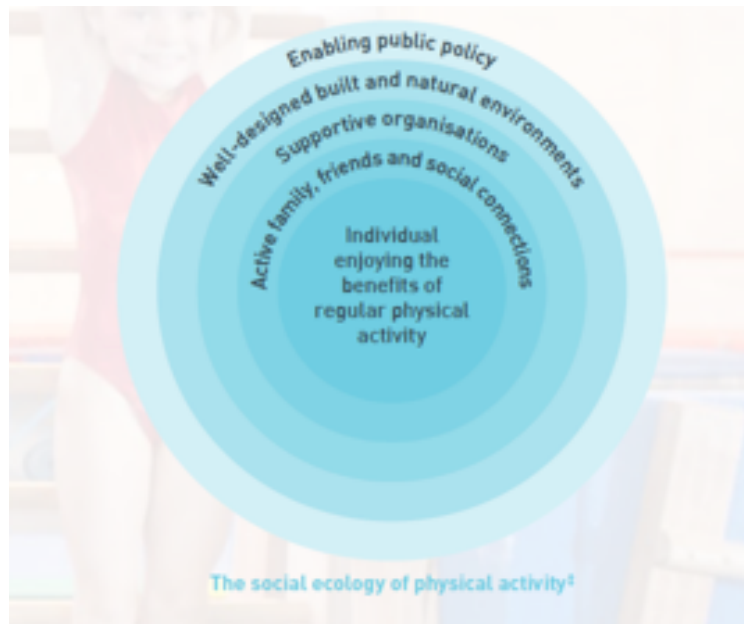 Enabling public policy
Well-designed built and natural environments
Supportive organisations
Active family, friends and social connections
Individual
enjoying the
benefits of
regular physical
activity
The social ecology of physical activity‡